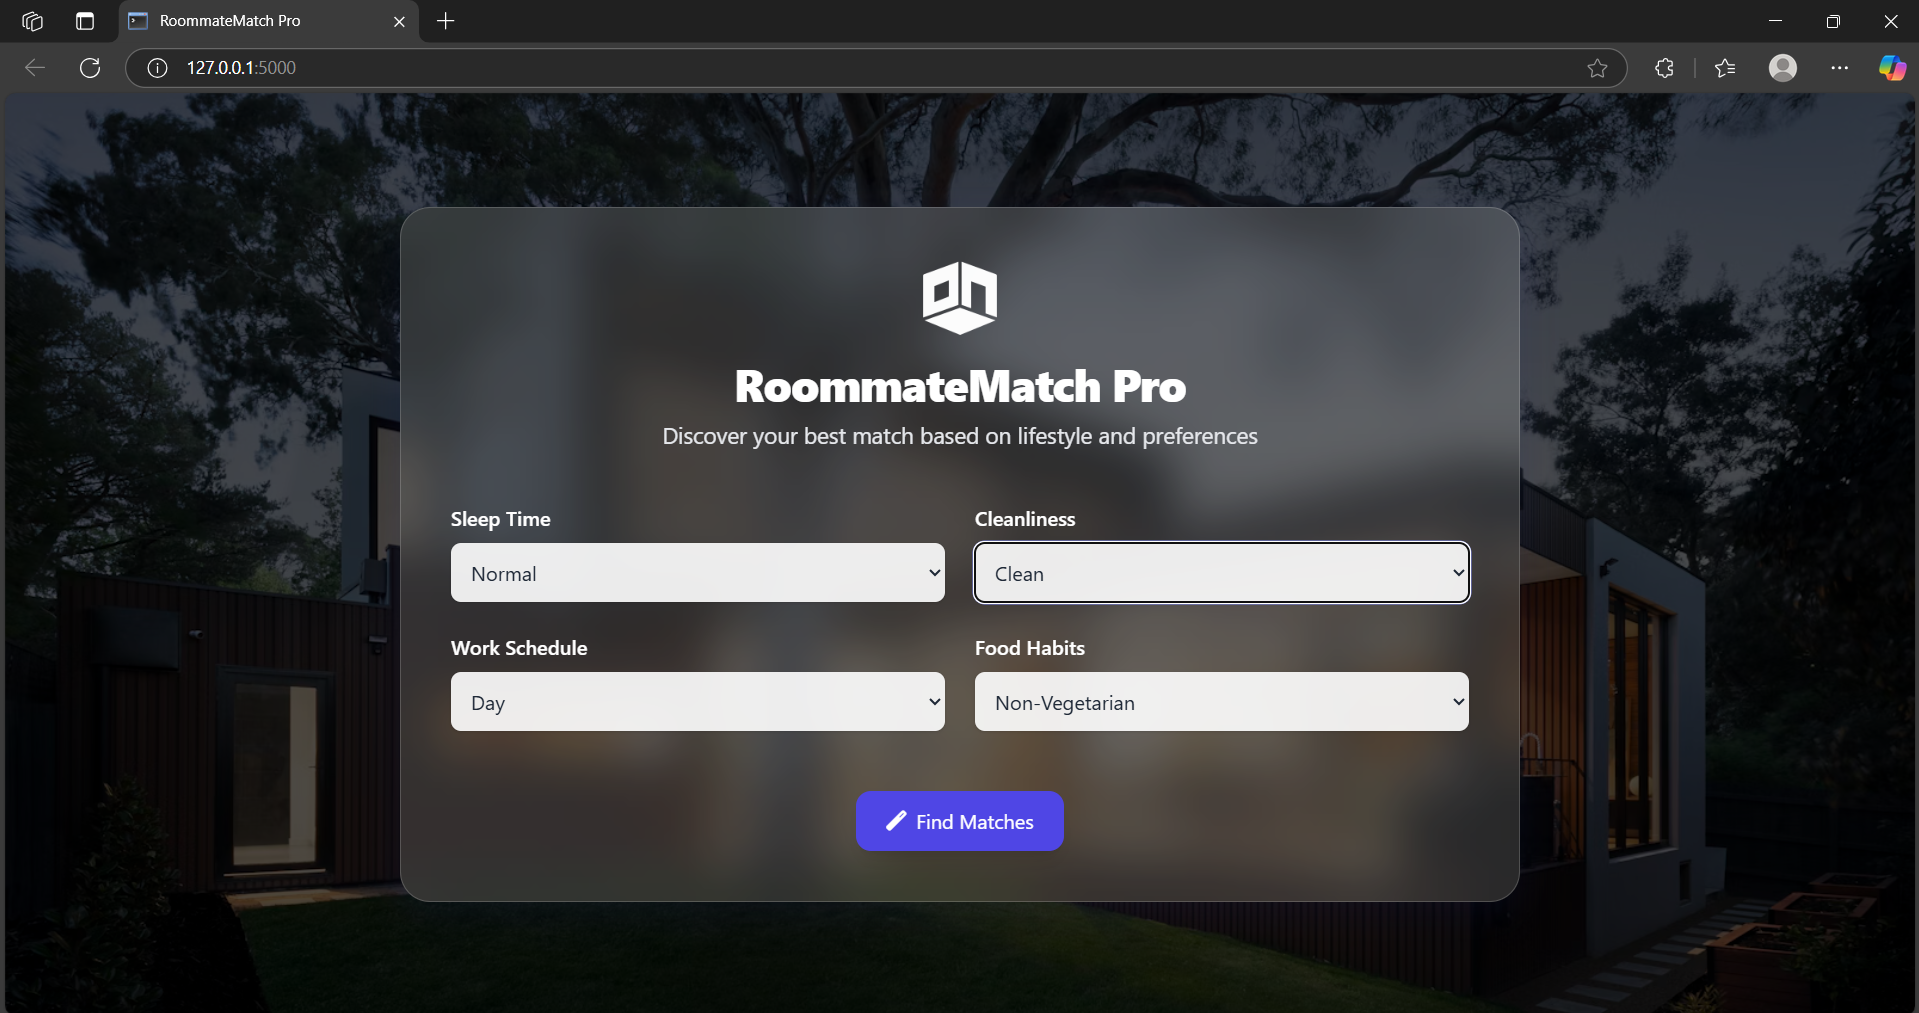 RoommateMatch Pro
127.0.0.1:5000
RoommateMatch Pro
Discover your best match based on lifestyle and preferences
Sleep Time
Cleanliness
Normal
Clean
Work Schedule
Food Habits
Day
Non-Vegetarian
Find Matches